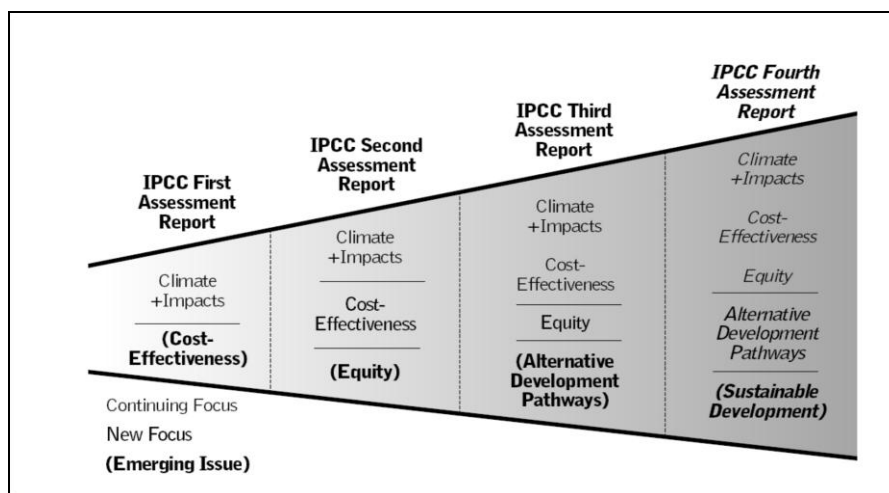 IPCC First
Assessment
Report
Climate
+Impacts
(Cost-
Effectiveness)
IPCC Second
Assessment
Report
Climate
+Impacts
Cost-
Effectiveness
(Equity)
IPCC Third
Assessment
Report
Climate
+Impacts
Cost-
Effectiveness
Equity
(Alternative
Development
Pathways)
IPCC Fourth
Assessment
Report
Climate
+Impacts
Cost-
Effectiveness
Equity
Alternative
Development
Pathways
(Sustainable
Development)
Continuing Focus
New Focus
(Emerging Issue)